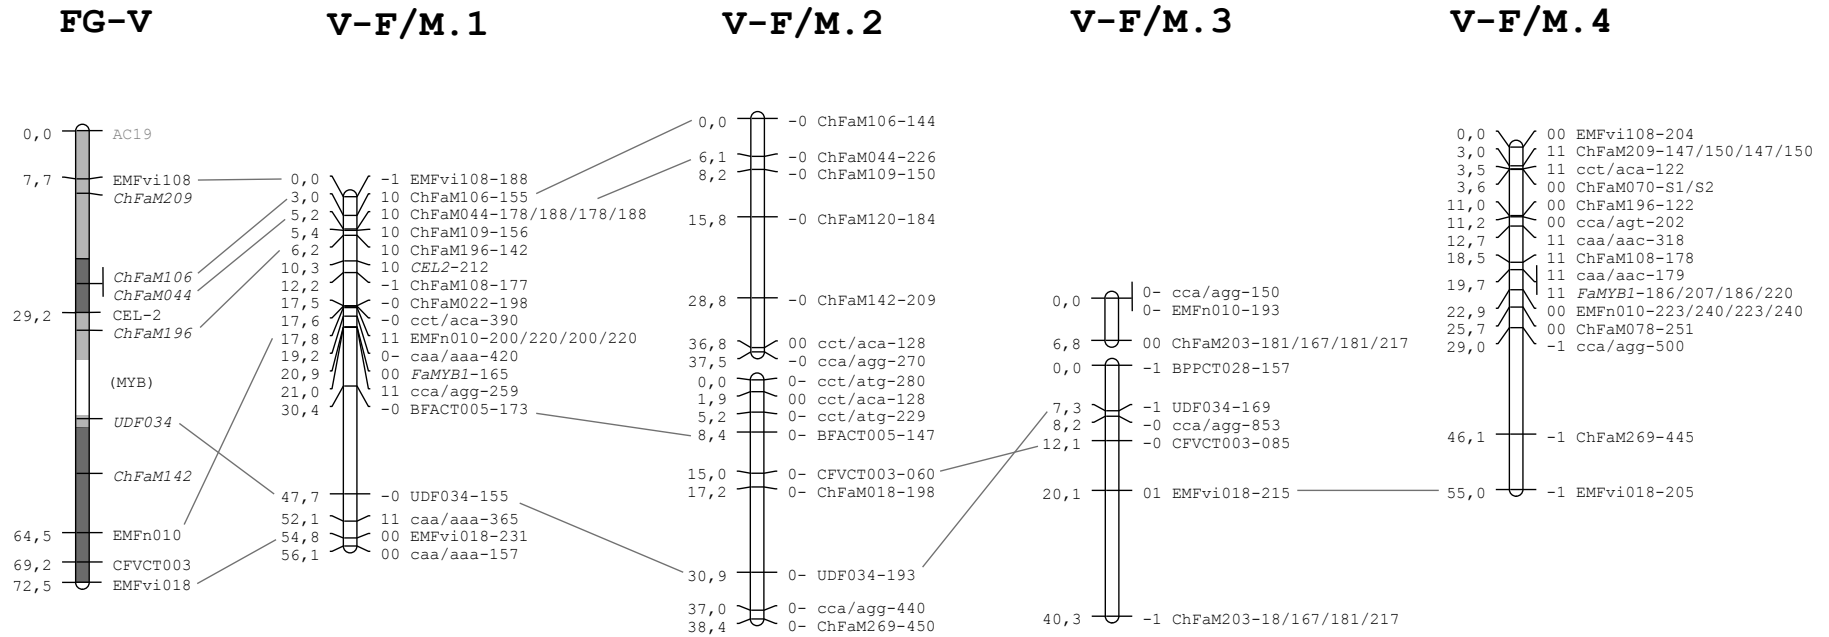 FG-V
0,0 AC19
7,7 EMFvi108
ChFaM209
ChFaM106
ChFaM044
29,2 CEL-2
ChFaM196
(MYB)
UDF034
ChFaM142
64,5 EMFn010
69,2 CFVCT003
72,5 EMFvi018
V-F/M.1
0,0 -1 EMFvi108-188
3,0 10 ChFaM106-155
5,2 10 ChFaM044-178/188/178/188
5,4 10 ChFaM109-156
6,2 10 ChFaM196-142
10,3 10 CEL2-212
12,2 -1 ChFaM108-177
17,5 -0 ChFaM022-198
17,6 -0 cct/aca-390
17,8 11 EMFn010-200/220/200/220
19,2 0- caa/aaa-420
20,9 00 FaMYB1-165
21,0 11 cca/agg-259
30,4 -0 BFACT005-173
47,7 -0 UDF034-155
52,1 11 caa/aaa-365
54,8 00 EMFvi018-231
56,1 00 caa/aaa-157
V-F/M.2
0,0 -0 ChFaM106-144
6,1 -0 ChFaM044-226
8,2 -0 ChFaM109-150
15,8 -0 ChFaM120-184
28,8 -0 ChFaM142-209
36,8 00 cct/aca-128
37,5 -0 cca/agg-270
0,0 0- cct/atg-280
1,9 00 cct/aca-128
5,2 0- cct/atg-229
8,4 0- BFACT005-147
15,0 0- CFVCT003-060
17,2 0- ChFaM018-198
30,9 0- UDF034-193
37,0 0- cca/agg-440
38,4 0- ChFaM269-450
V-F/M.3
0,0 0- cca/agg-150
0- EMFn010-193
6,8 00 ChFaM203-181/167/181/217
0,0 -1 BPPCT028-157
7,3 -1 UDF034-169
8,2 -0 cca/agg-853
12,1 -0 CFVCT003-085
20,1 01 EMFvi018-215
40,3 -1 ChFaM203-18/167/181/217
V-F/M.4
0,0 00 EMFvi108-204
3,0 11 ChFaM209-147/150/147/150
3,5 11 cct/aca-122
3,6 00 ChFaM070-S1/S2
11,0 00 ChFaM196-122
11,2 00 cca/agt-202
12,7 11 caa/aac-318
18,5 11 ChFaM108-178
19,7 11 caa/aac-179
11 FaMYB1-186/207/186/220
22,9 00 EMFn010-223/240/223/240
25,7 00 ChFaM078-251
29,0 -1 cca/agg-500
46,1 -1 ChFaM269-445
55,0 -1 EMFvi018-205